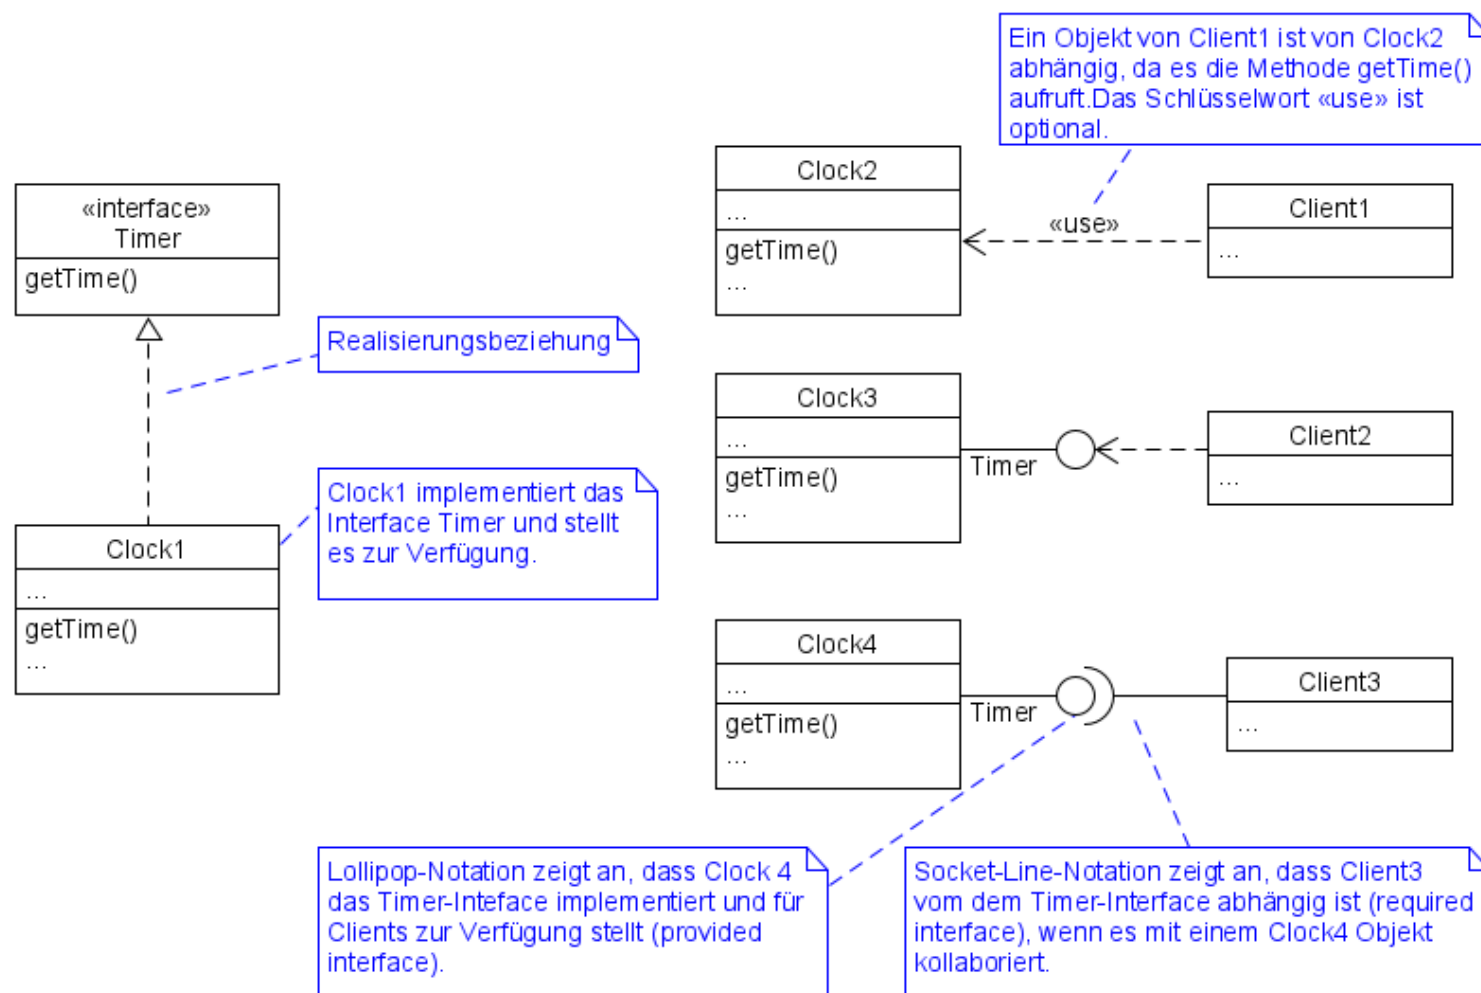 Ein Objekt von Client1 ist von Clock2
abhängig, da es die Methode getTime()
aufruft.Das Schlüsselwort «use» ist
optional.
«interface»
Timer
getTime()
Realisierungsbeziehung
Clock1 implementiert das
Interface Timer und stellt
es zur Verfügung.
Clock1
...
getTime()
...
Clock2
...
getTime()
...
«use»
Client1
...
Clock3
...
getTime()
...
Timer
Client2
...
Clock4
...
getTime()
...
Timer
Client3
...
Lollipop-Notation zeigt an, dass Clock 4
das Timer-Inteface implementiert und für
Clients zur Verfügung stellt (provided
interface).
Socket-Line-Notation zeigt an, dass Client3
vom dem Timer-Interface abhängig ist (required
interface), wenn es mit einem Clock4 Objekt
kollaboriert.